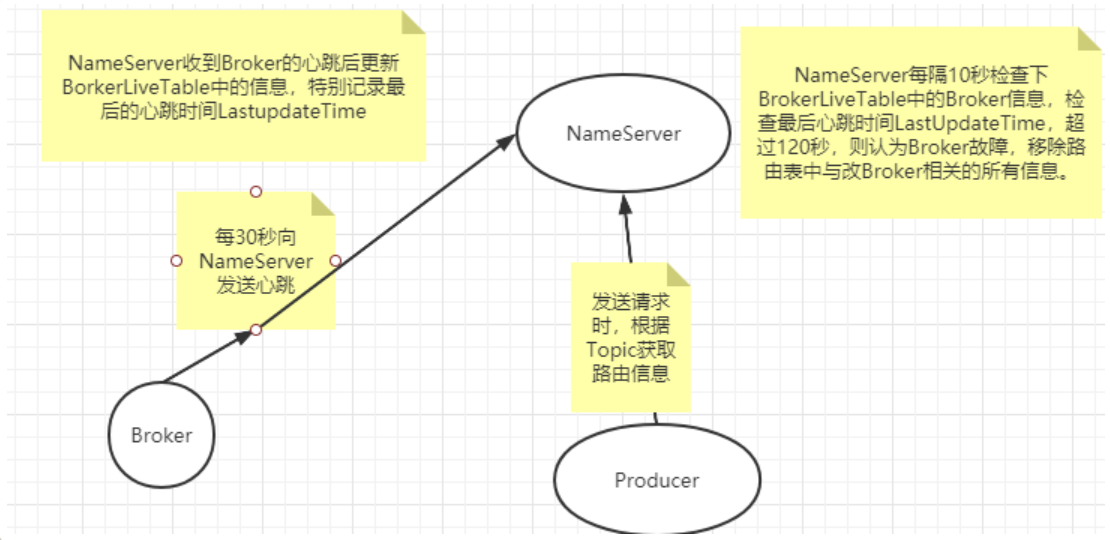 NameServer收到Broker的心跳后更新
BorkerLiveTable中的信息，特别记录最
后的心跳时间LastupdateTime
NameServer
NameServer每隔10秒检查下
BrokerLiveTable中的Broker信息，检
查最后心跳时间LastUpdateTime，超
过120秒，则认为Broker故障，移除路
由表中与改Broker相关的所有信息。
每30秒向
NameServer
发送心跳
发送请求
时，根据
Topic获取
路由信息
Broker
Producer